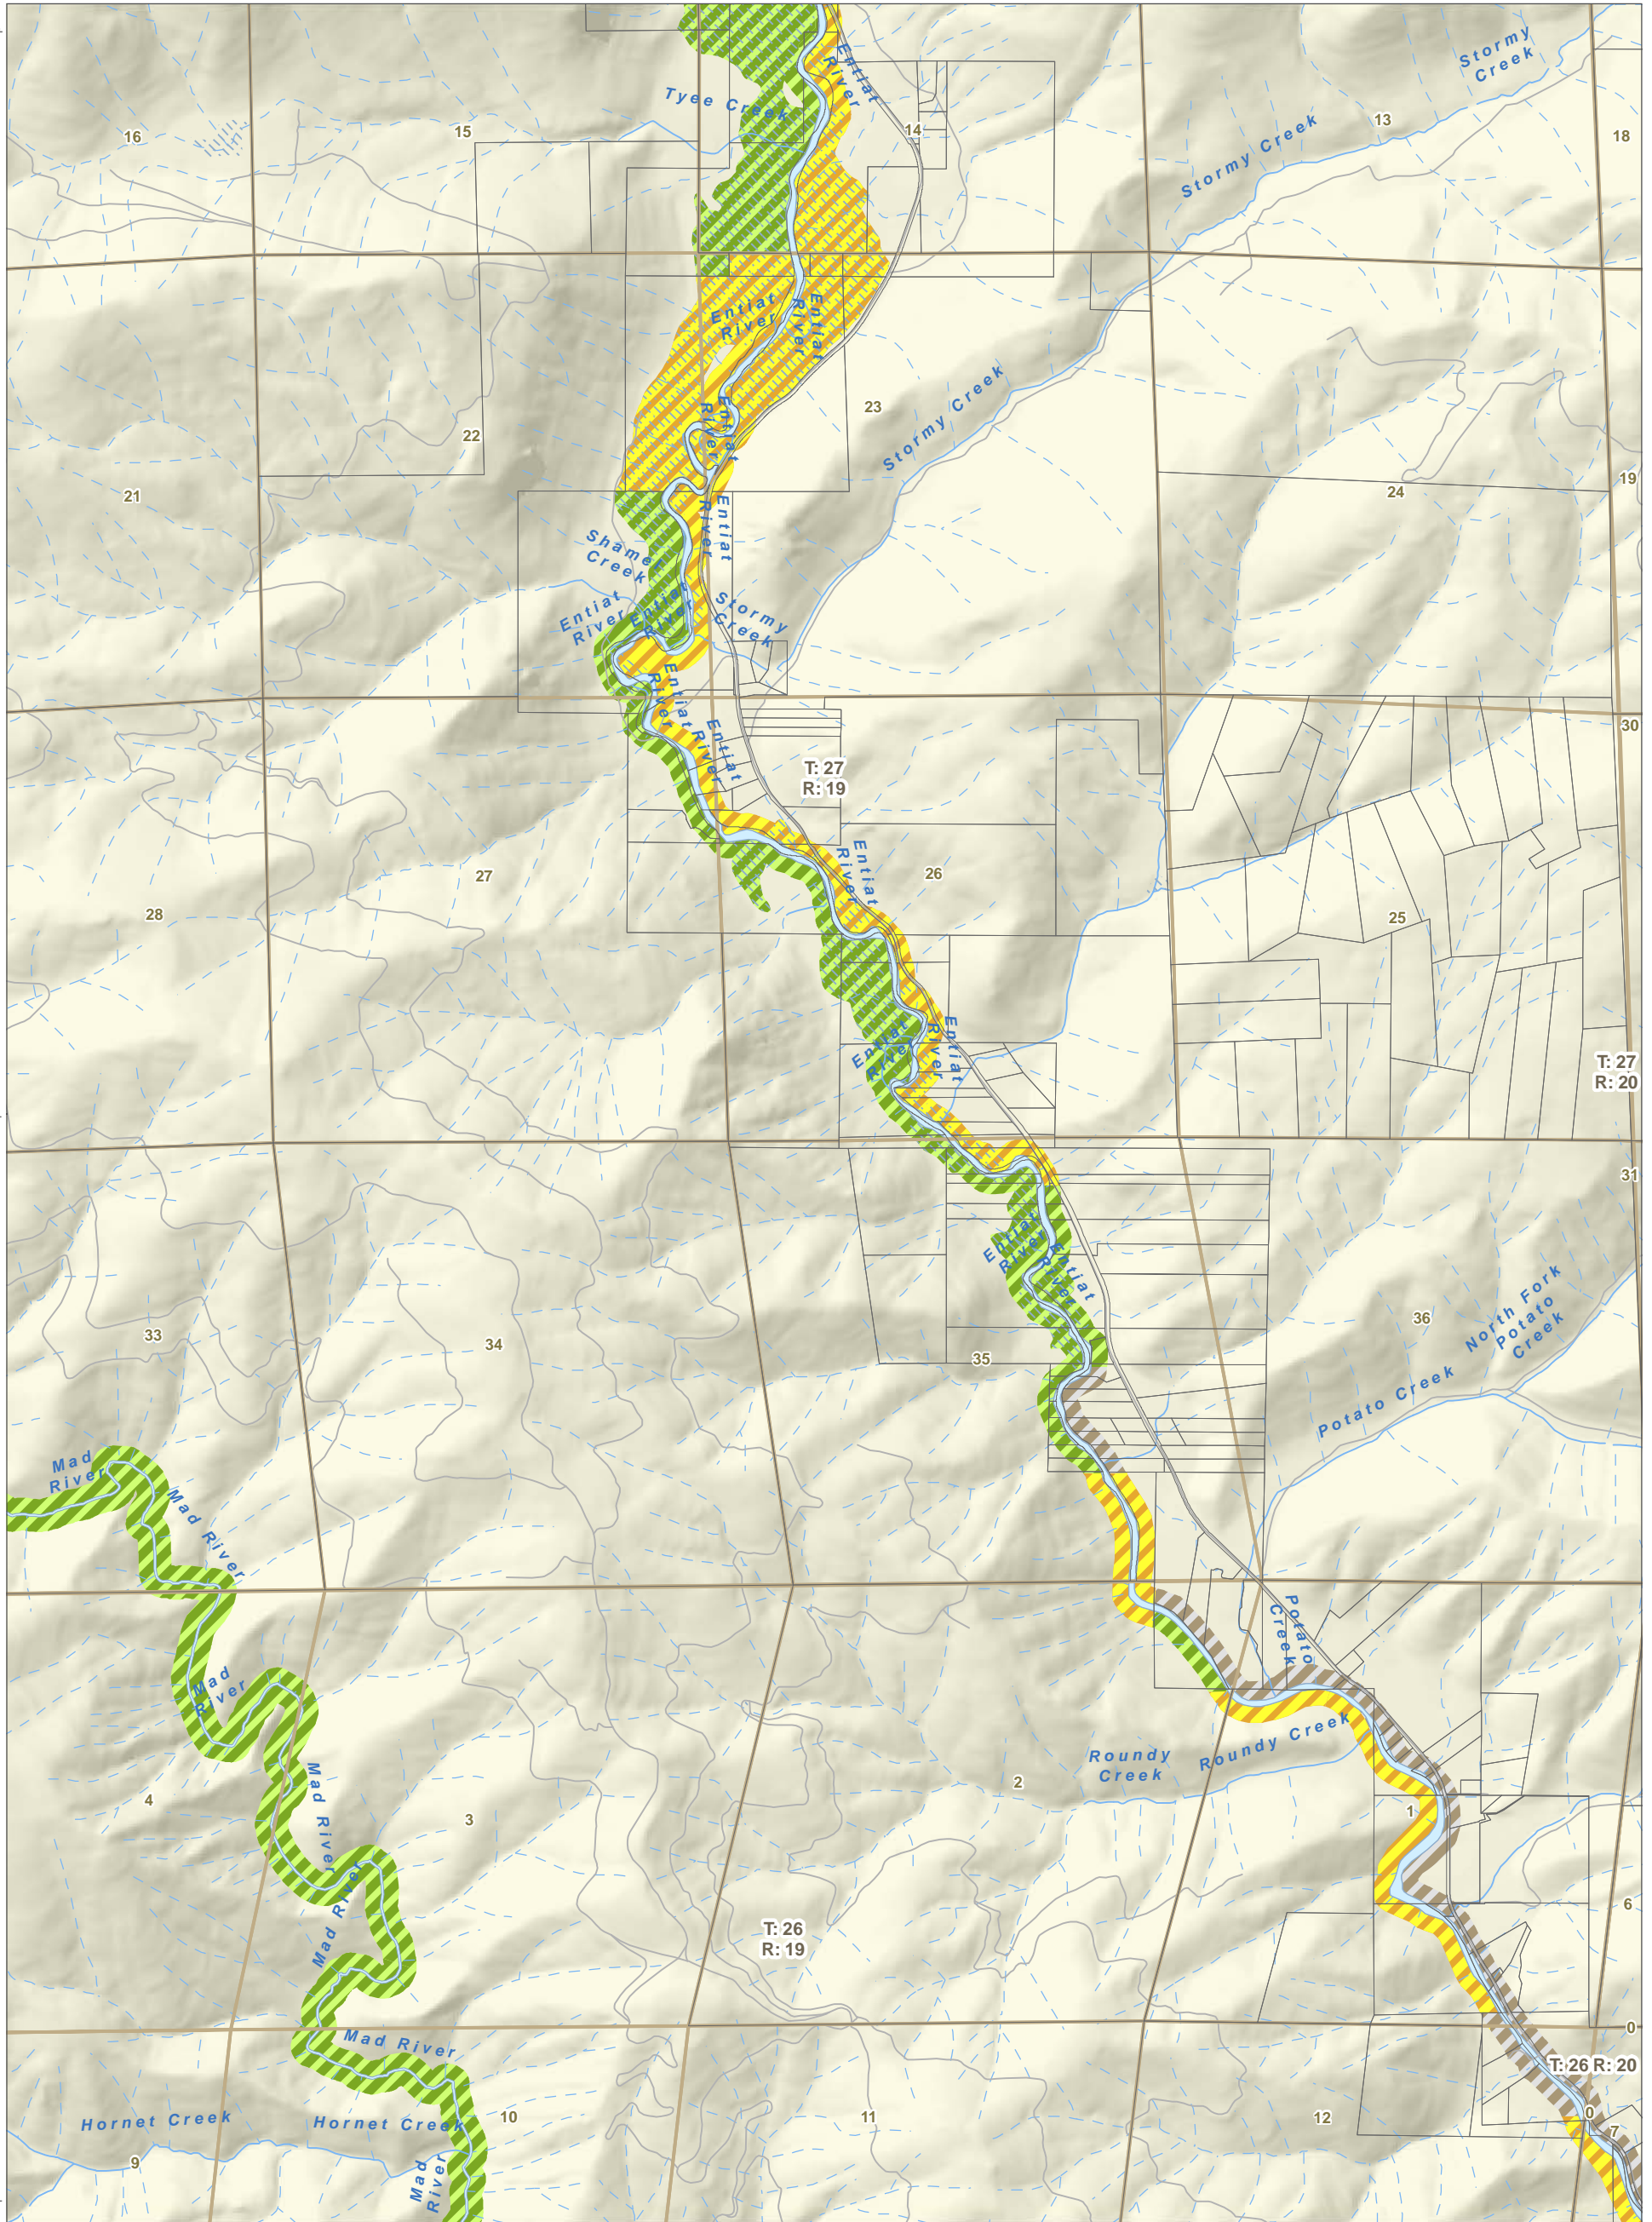 Stormy
Creek
Entiat
River
Tyee Creek
16
15
14
13
18
Stormy Creek
Entiat
River
Entiat
River
Stormy Creek
23
22
Entiat
River
21
24
19
Entiat
River
Shamel
Creek
Entiat
River
Entiat
River
Stormy
Creek
Entiat
River
Entiat
River
30
T: 27
R: 19
Entiat
River
27
26
28
25
Entiat
River
Entiat
River
T: 27
R: 20
31
Entiat
River
Entiat
River
33
34
35
36
North Fork
Potato
Creek
Potato Creek
Mad
River
Mad River
Potato
Creek
Mad
River
Roundy
Creek
Roundy Creek
Mad River
4
3
2
1
Mad River
T: 26
R: 19
6
0
Mad River
T: 26 R: 20
Hornet Creek
Hornet Creek
10
11
12
0
7
9
Mad
River